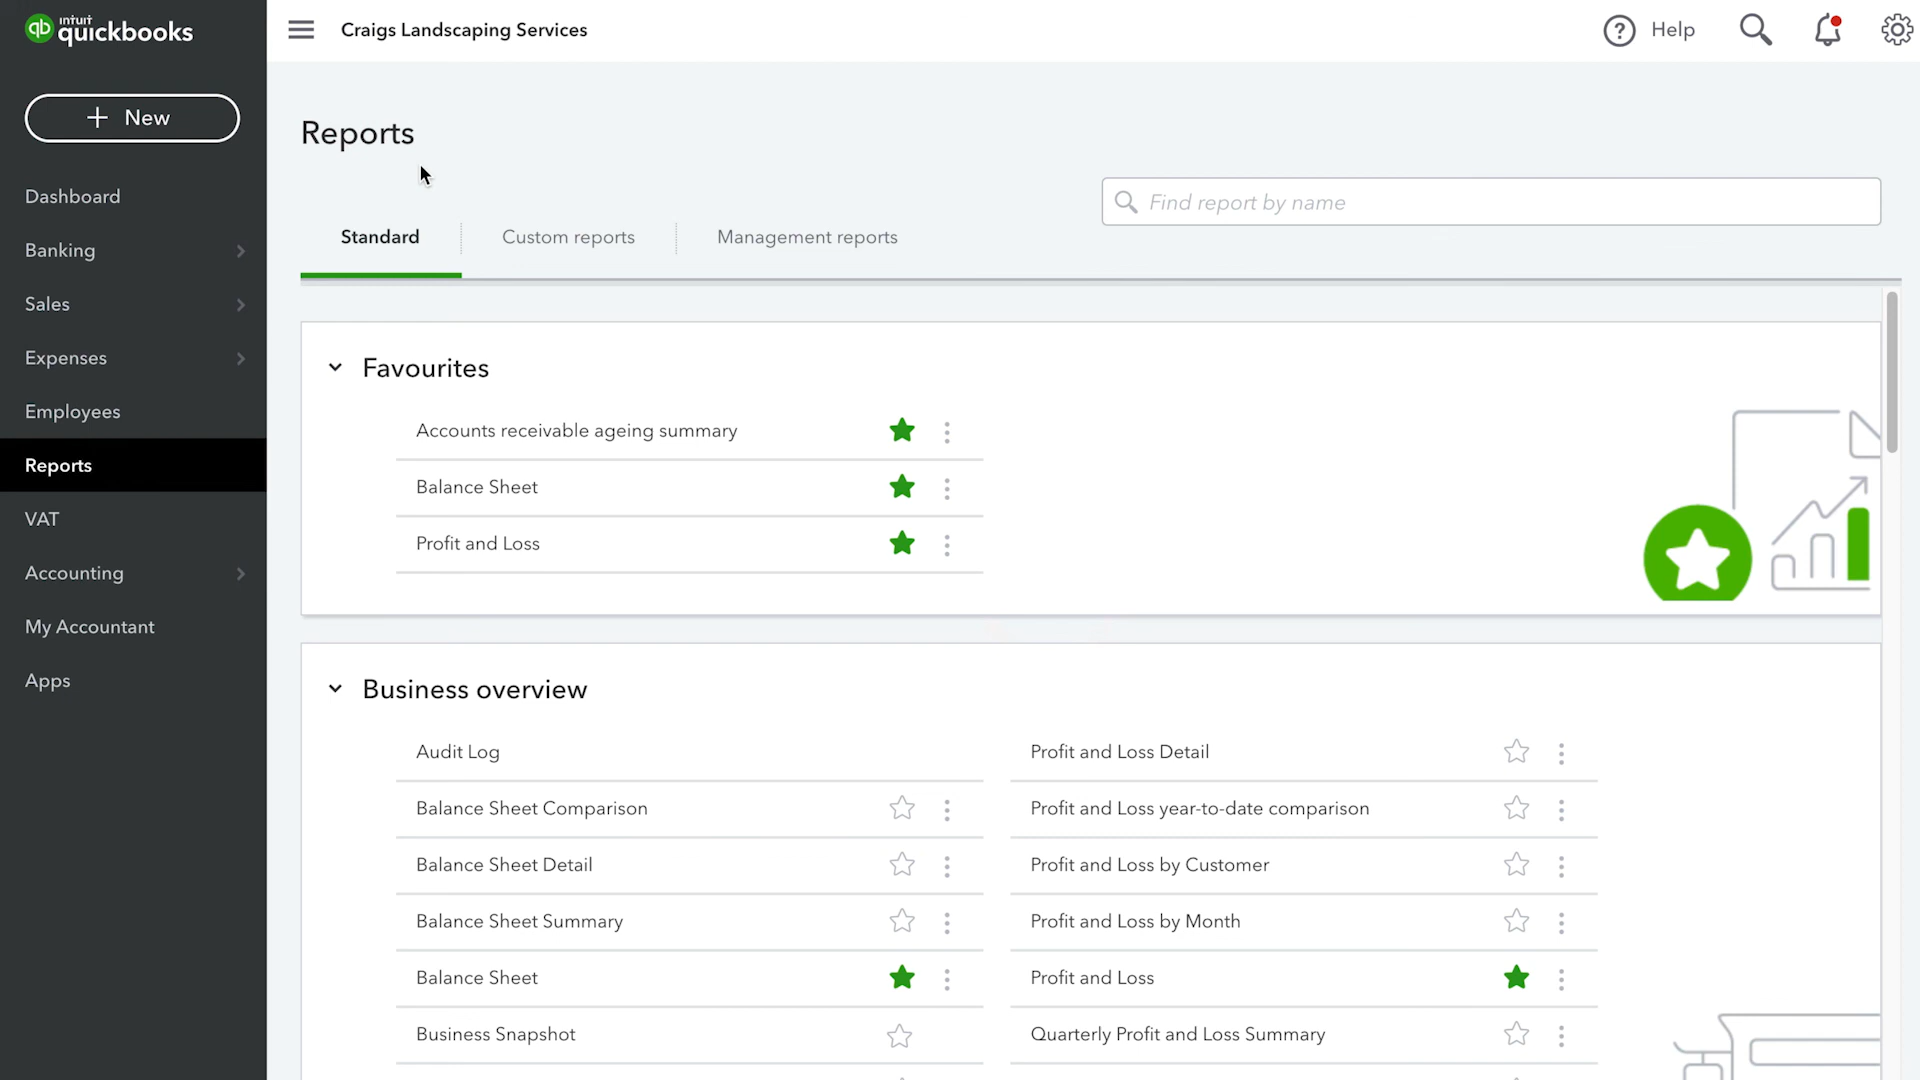 intuit
quickbooks
Craigs Landscaping Services
Help
New
Reports
Find report by name
Standard
Custom reports
Management reports
Dashboard
Banking
Sales
Expenses
Employees
Reports
VAT
Accounting
My Accountant
Apps
Favourites
Accounts receivable ageing summary
Balance Sheet
Profit and Loss
Business overview
Audit Log
Profit and Loss Detail
Balance Sheet Comparison
Profit and Loss year-to-date comparison
Balance Sheet Detail
Profit and Loss by Customer
Balance Sheet Summary
Profit and Loss by Month
Balance Sheet
Profit and Loss
Business Snapshot
Quarterly Profit and Loss Summary